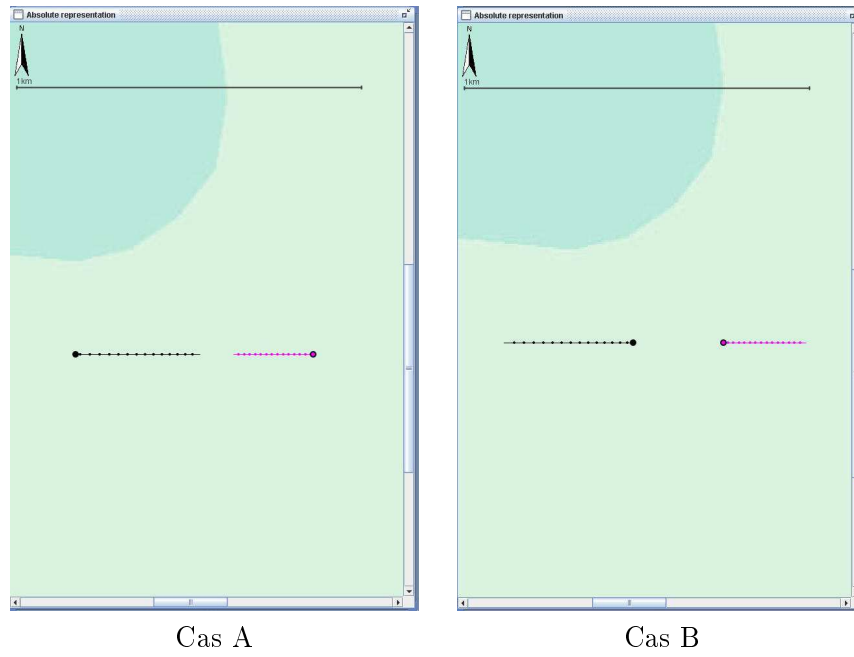 Absolute representation
N
1km
Absolute representation
N
1km
Cas A
Cas B